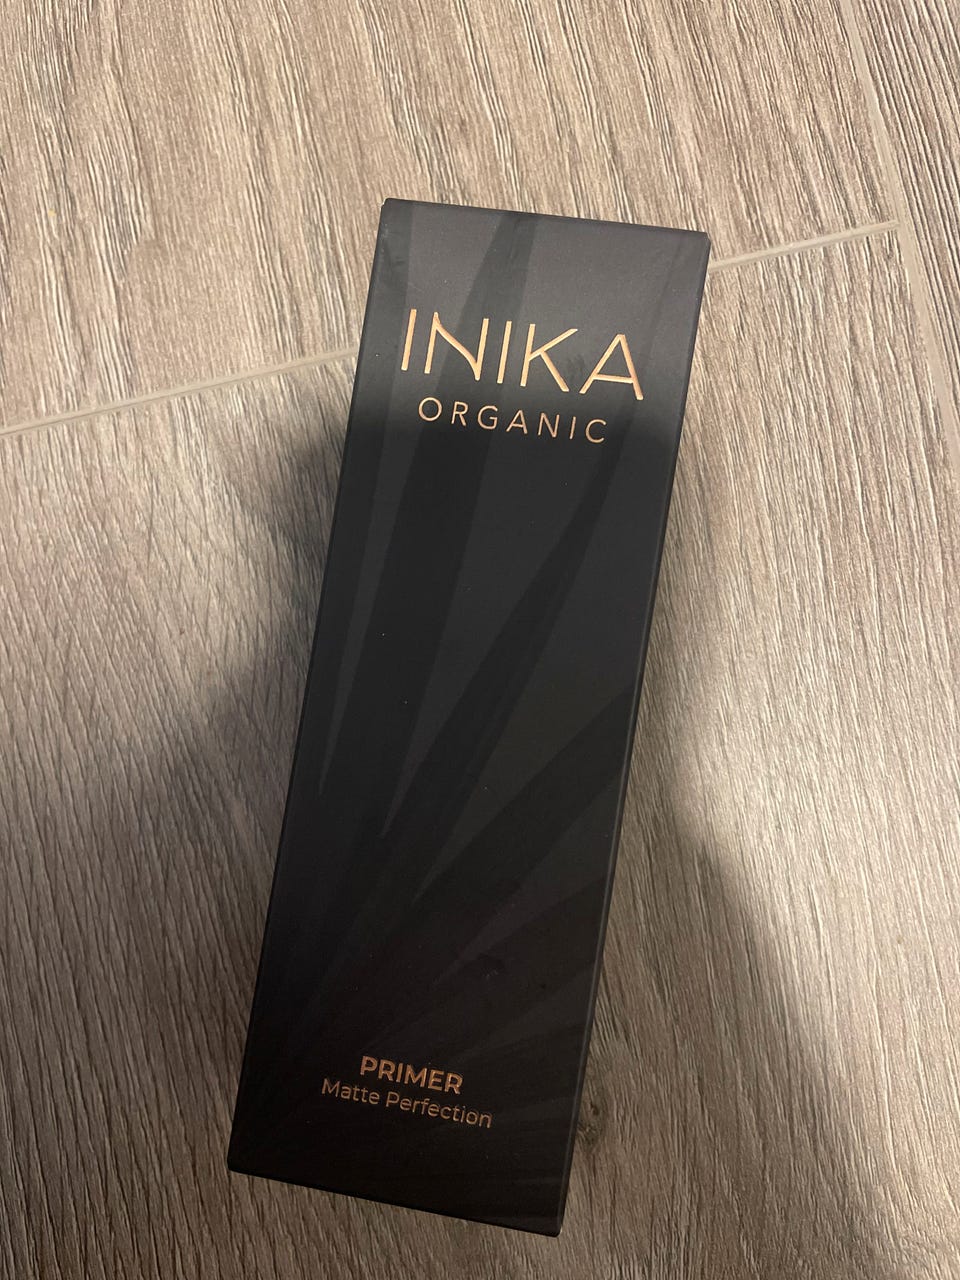 INIKA
ORGANIC
PRIMER
Matte Perfection